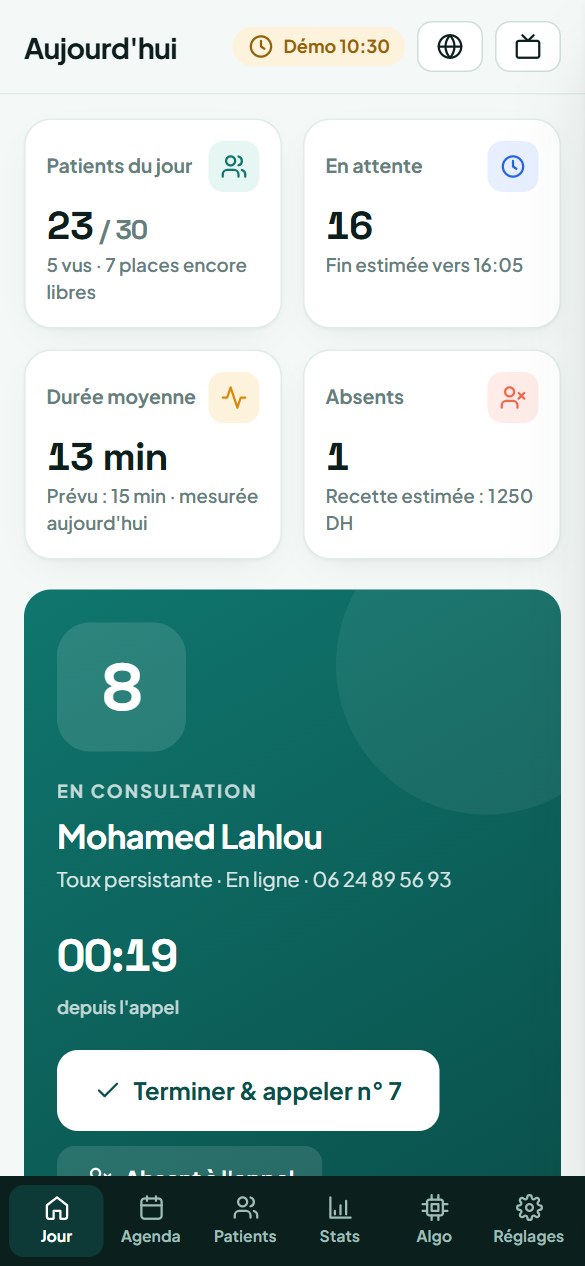 Aujourd'hui
Démo 10:30
Patients du jour
23 / 30
5 vus · 7 places encore
libres
En attente
16
Fin estimée vers 16:05
Durée moyenne
13 min
Prévu : 15 min · mesurée
aujourd'hui
Absents
1
Recette estimée : 1250
DH
8
EN CONSULTATION
Mohamed Lahlou
Toux persistante · En ligne · 06 24 89 56 93
00:19
depuis l'appel
Terminer & appeler n° 7
Absent à l'appel
Jour
Agenda
Patients
Stats
Algo
Réglages